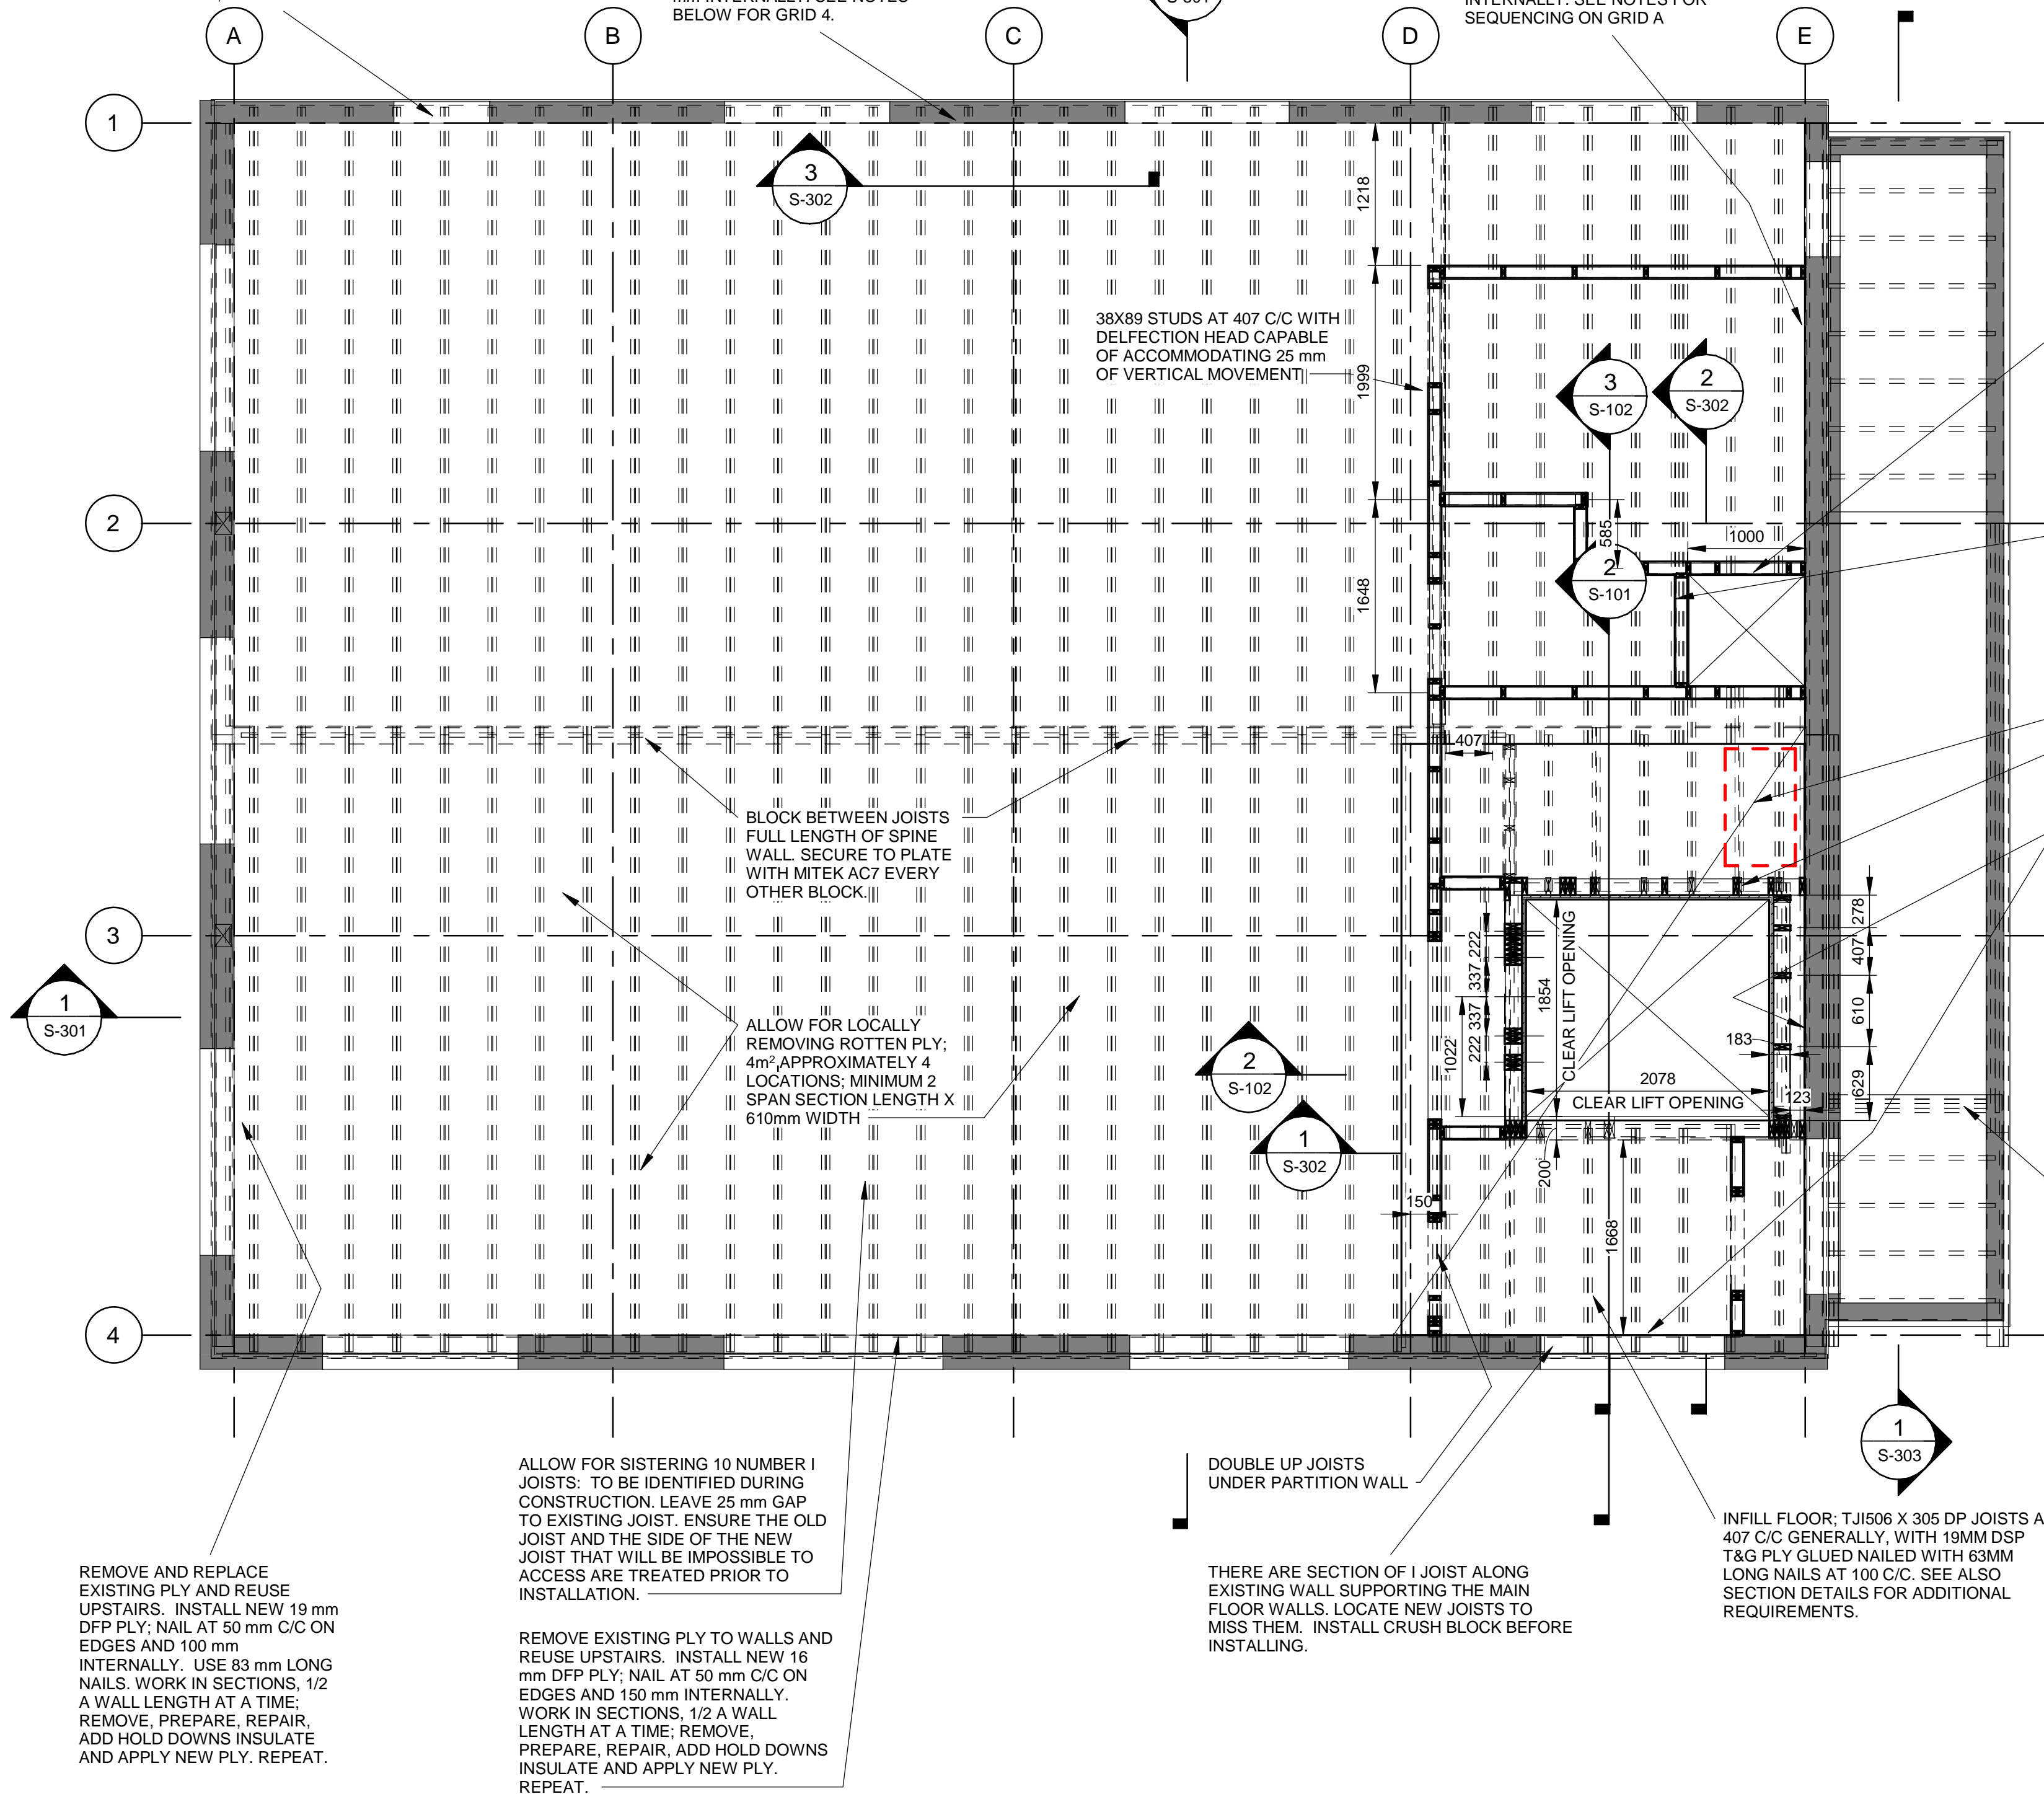 BELOW FOR GRID 4.
SEQUENCING ON GRID A
A
B
C
D
E
1
2
3
4
3
S-302
1218
1999
1648
38X89 STUDS AT 407 C/C WITH
DELFECTION HEAD CAPABLE
OF ACCOMMODATING 25 mm
OF VERTICAL MOVEMENT
3
S-102
2
S-302
585
1000
2
S-101
407
BLOCK BETWEEN JOISTS
FULL LENGTH OF SPINE
WALL. SECURE TO PLATE
WITH MITEK AC7 EVERY
OTHER BLOCK.
1
S-301
ALLOW FOR LOCALLY
REMOVING ROTTEN PLY;
4m², APPROXIMATELY 4
LOCATIONS; MINIMUM 2
SPAN SECTION LENGTH X
610mm WIDTH
2
S-102
1
S-302
222
337
337
222
1022
1854
CLEAR LIFT OPENING
2078
CLEAR LIFT OPENING
183
123
278
407
610
629
200
150
1668
1
S-303
REMOVE AND REPLACE
EXISTING PLY AND REUSE
UPSTAIRS. INSTALL NEW 19 mm
DFP PLY; NAIL AT 50 mm C/C ON
EDGES AND 100 mm
INTERNALLY. USE 83 mm LONG
NAILS. WORK IN SECTIONS, 1/2
A WALL LENGTH AT A TIME;
REMOVE, PREPARE, REPAIR,
ADD HOLD DOWNS INSULATE
AND APPLY NEW PLY. REPEAT.
ALLOW FOR SISTERING 10 NUMBER I
JOISTS: TO BE IDENTIFIED DURING
CONSTRUCTION. LEAVE 25 mm GAP
TO EXISTING JOIST. ENSURE THE OLD
JOIST AND THE SIDE OF THE NEW
JOIST THAT WILL BE IMPOSSIBLE TO
ACCESS ARE TREATED PRIOR TO
INSTALLATION.
REMOVE EXISTING PLY TO WALLS AND
REUSE UPSTAIRS. INSTALL NEW 16
mm DFP PLY; NAIL AT 50 mm C/C ON
EDGES AND 150 mm INTERNALLY.
WORK IN SECTIONS, 1/2 A WALL
LENGTH AT A TIME; REMOVE,
PREPARE, REPAIR, ADD HOLD DOWNS
INSULATE AND APPLY NEW PLY.
REPEAT.
DOUBLE UP JOISTS
UNDER PARTITION WALL
THERE ARE SECTION OF I JOIST ALONG
EXISTING WALL SUPPORTING THE MAIN
FLOOR WALLS. LOCATE NEW JOISTS TO
MISS THEM. INSTALL CRUSH BLOCK BEFORE
INSTALLING.
INFILL FLOOR; TJI506 X 305 DP JOISTS A
407 C/C GENERALLY, WITH 19MM DSP
T&G PLY GLUED NAILED WITH 63MM
LONG NAILS AT 100 C/C. SEE ALSO
SECTION DETAILS FOR ADDITIONAL
REQUIREMENTS.